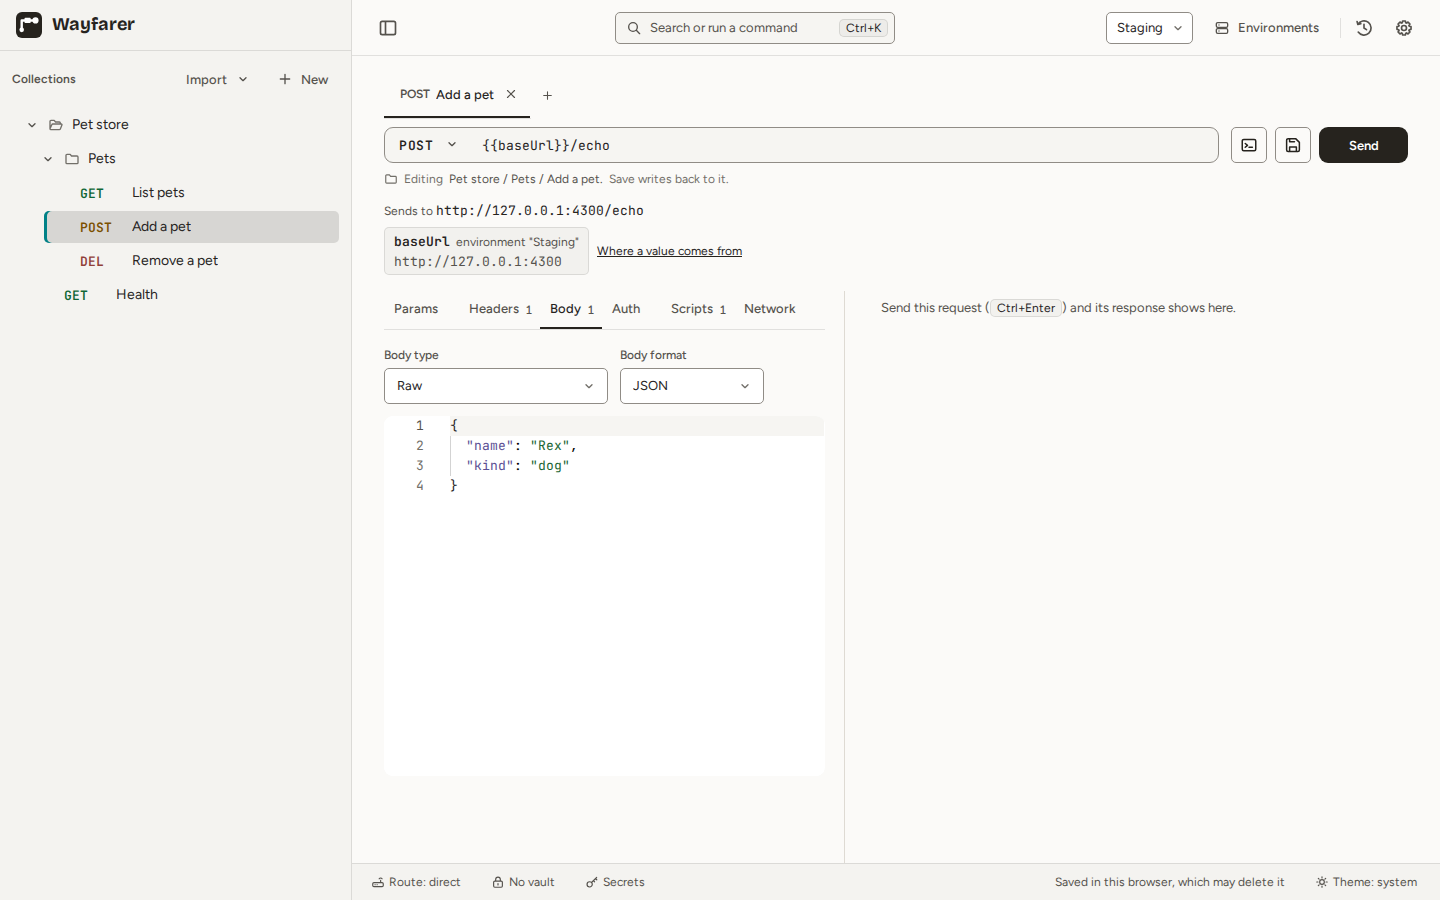 Wayfarer
Search or run a command Ctrl+K
Staging
Environments
Collections Import New
Pet store
Pets
GET List pets
POST Add a pet
DEL Remove a pet
GET Health
POST Add a pet
POST {{baseUrl}}/echo
Send
Editing Pet store / Pets / Add a pet. Save writes back to it.
Sends to http://127.0.0.1:4300/echo
baseUrl environment "Staging"
http://127.0.0.1:4300
Where a value comes from
Params Headers 1 Body 1 Auth Scripts 1 Network
Body type Body format
Raw JSON
1 {
2 "name": "Rex",
3 "kind": "dog"
4 }
Send this request (Ctrl+Enter) and its response shows here.
Route: direct No vault Secrets Saved in this browser, which may delete it Theme: system